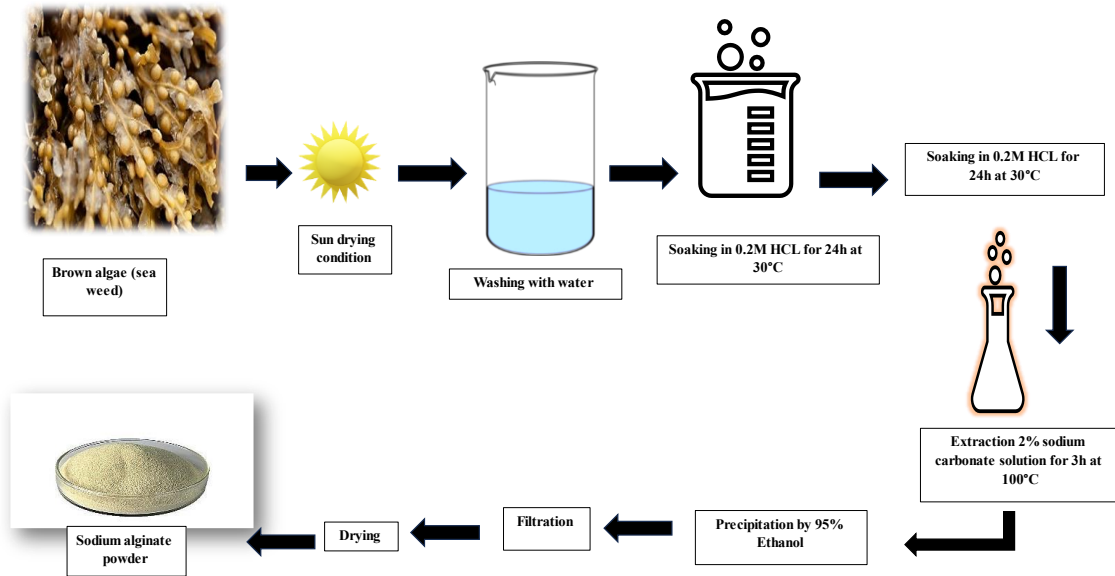 Brown algae (sea
weed)
Sun drying
condition
Washing with water
Soaking in 0.2M HCL for 24h at
30°C
Soaking in 0.2M HCL for
24h at 30°C
Extraction 2% sodium
carbonate solution for 3h at
100°C
Precipitation by 95%
Ethanol
Filtration
Drying
Sodium alginate
powder